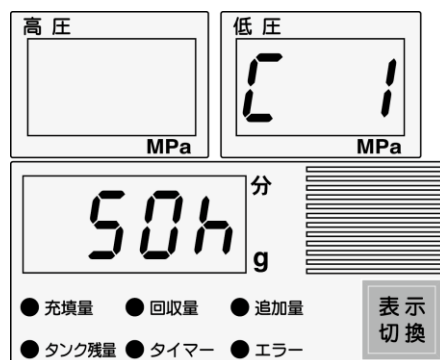 高圧
MPa
低圧
C 1
MPa
50h
分
g
充填量 回収量 追加量
タンク残量 タイマー エラー
表示
切換